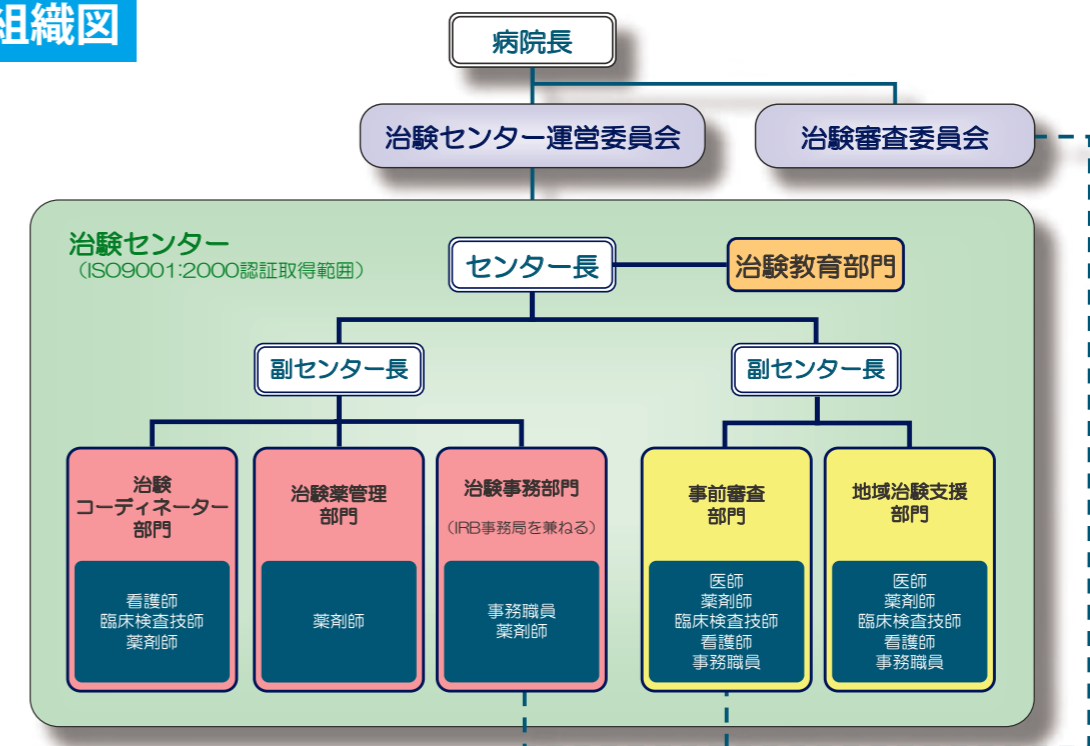 組織図
病院長
治験センター運営委員会
治験審査委員会
治験センター
（ISO9001:2000認証取得範囲）
センター長
治験教育部門
副センター長
副センター長
治験
コーディネーター
部門
看護師
臨床検査技師
薬剤師
治験薬管理
部門
薬剤師
治験事務部門
（IRB事務局を兼ねる）
事務職員
薬剤師
事前審査
部門
医師
薬剤師
臨床検査技師
看護師
事務職員
地域治験支援
部門
医師
薬剤師
臨床検査技師
看護師
事務職員